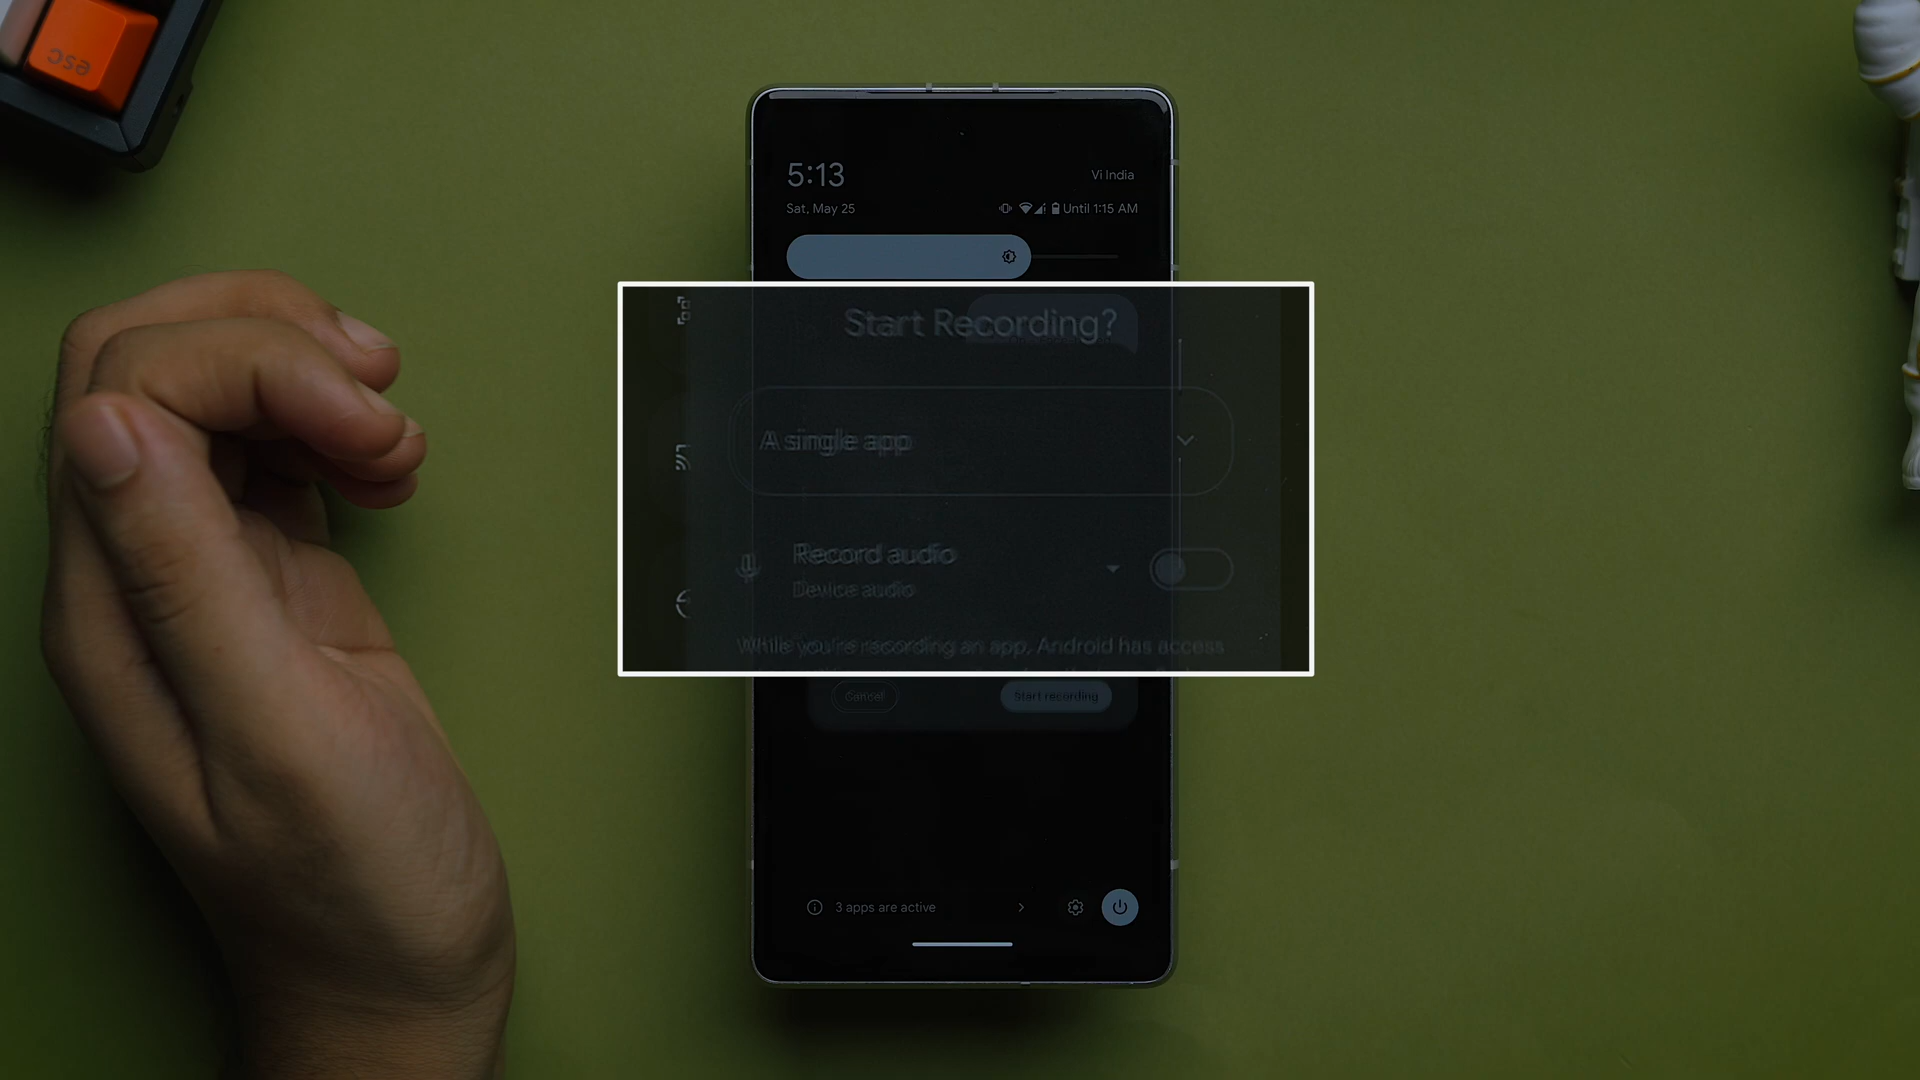 esc
5:13
Vi India
Sat, May 25
Until 1:15 AM
Start Recording?
A single app
Record audio
Device audio
While you're recording an app, Android has access
Cancel
Start recording
3 apps are active